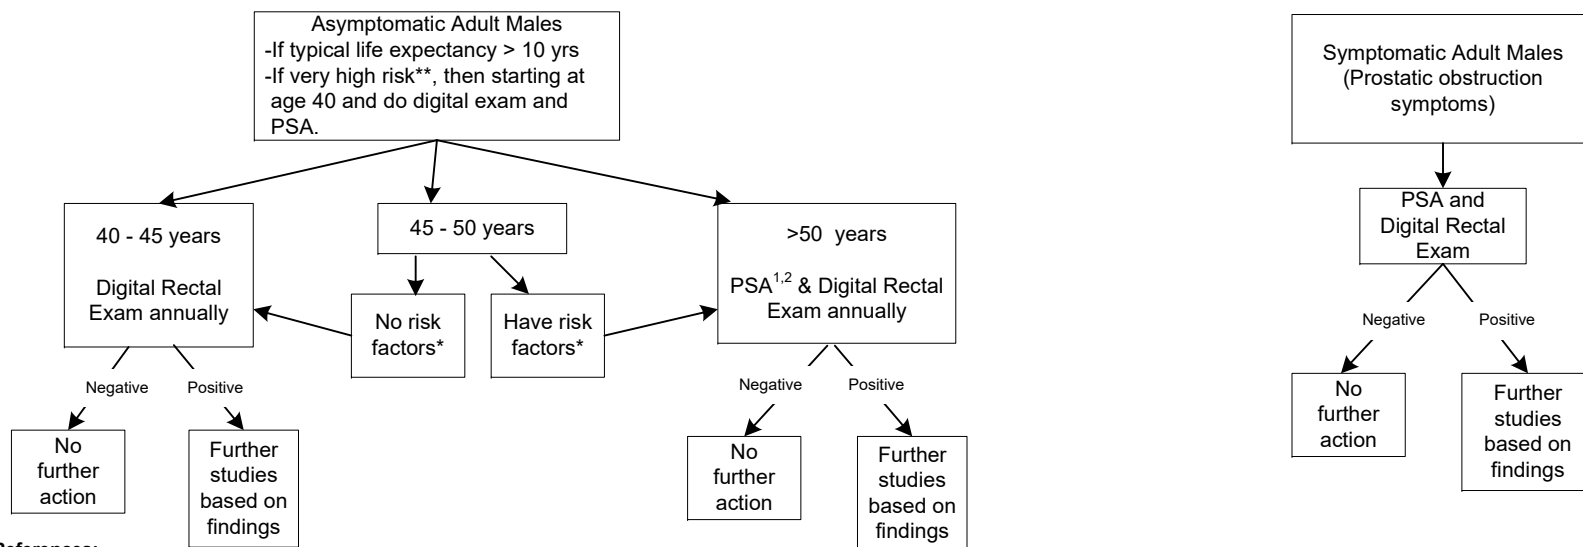 Asymptomatic Adult Males
-If typical life expectancy > 10 yrs
-If very high risk**, then starting at
age 40 and do digital exam and
PSA.
40 - 45 years
Digital Rectal
Exam annually
45 - 50 years
No risk
factors*
Have risk
factors*
>50 years
PSA1,2 & Digital Rectal
Exam annually
Negative
Positive
No
further
action
Further
studies
based on
findings
Negative
Positive
No
further
action
Further
studies
based on
findings
Symptomatic Adult Males
(Prostatic obstruction
symptoms)
PSA and
Digital Rectal
Exam
Negative
Positive
No
further
action
Further
studies
based on
findings